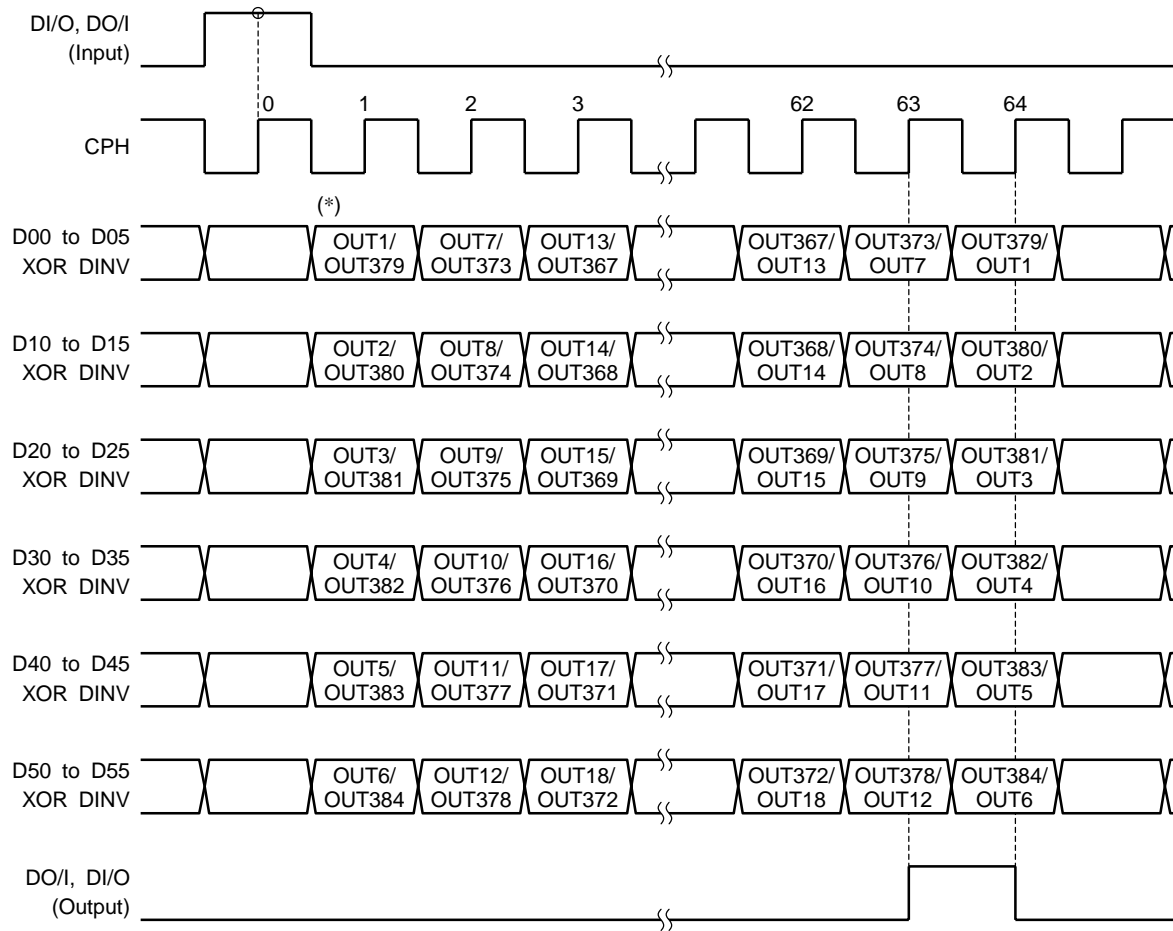 DI/O, DO/I
(Input)
0 1 2 3 62 63 64
CPH
(*)
D00 to D05
XOR DINV
OUT1/ OUT7/ OUT13/ OUT367/ OUT373/ OUT379/
OUT379 OUT373 OUT367 OUT13 OUT7 OUT1
D10 to D15
XOR DINV
OUT2/ OUT8/ OUT14/ OUT368/ OUT374/ OUT380/
OUT380 OUT374 OUT368 OUT14 OUT8 OUT2
D20 to D25
XOR DINV
OUT3/ OUT9/ OUT15/ OUT369/ OUT375/ OUT381/
OUT381 OUT375 OUT369 OUT15 OUT9 OUT3
D30 to D35
XOR DINV
OUT4/ OUT10/ OUT16/ OUT370/ OUT376/ OUT382/
OUT382 OUT376 OUT370 OUT16 OUT10 OUT4
D40 to D45
XOR DINV
OUT5/ OUT11/ OUT17/ OUT371/ OUT377/ OUT383/
OUT383 OUT377 OUT371 OUT17 OUT11 OUT5
D50 to D55
XOR DINV
OUT6/ OUT12/ OUT18/ OUT372/ OUT378/ OUT384/
OUT384 OUT378 OUT372 OUT18 OUT12 OUT6
DO/I, DI/O
(Output)